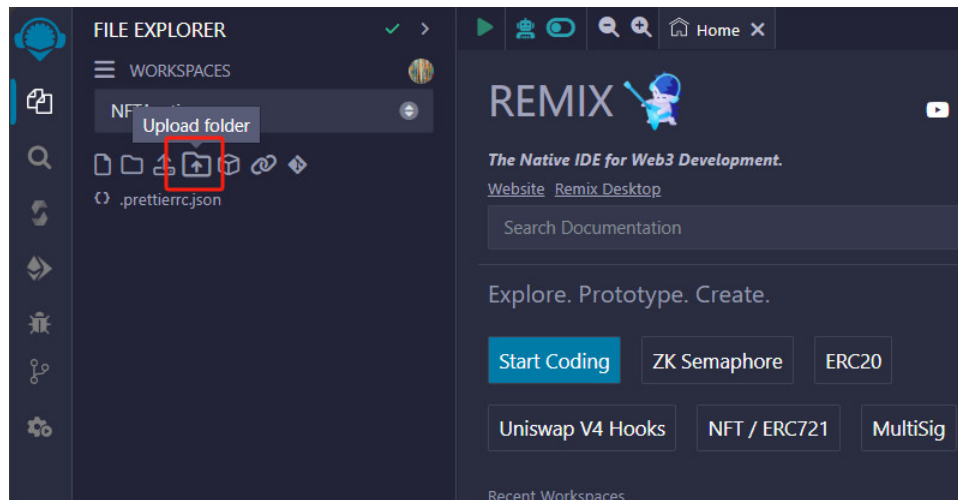 FILE EXPLORER
WORKSPACES
Upload folder
.prettierrc.json
Home
REMIX
The Native IDE for Web3 Development.
Website Remix Desktop
Search Documentation
Explore. Prototype. Create.
Start Coding ZK Semaphore ERC20
Uniswap V4 Hooks NFT / ERC721 MultiSig
Recent Workspaces